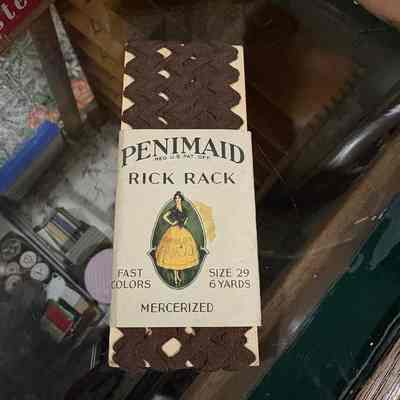 PENIMAID
REG. U.S. PAT. OFF.
RICK RACK
FAST COLORS
SIZE 29
6 YARDS
MERCERIZED